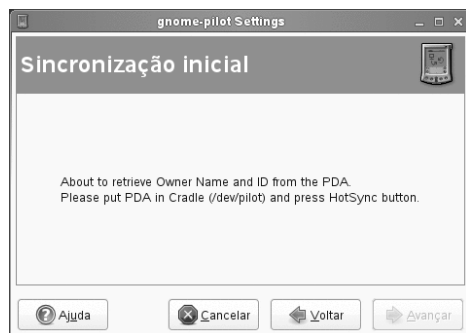 gnome-pilot Settings
Sincronização inicial
About to retrieve Owner Name and ID from the PDA.
Please put PDA in Cradle (/dev/pilot) and press HotSync button.
Ajuda
Cancelar
Voltar
Avançar